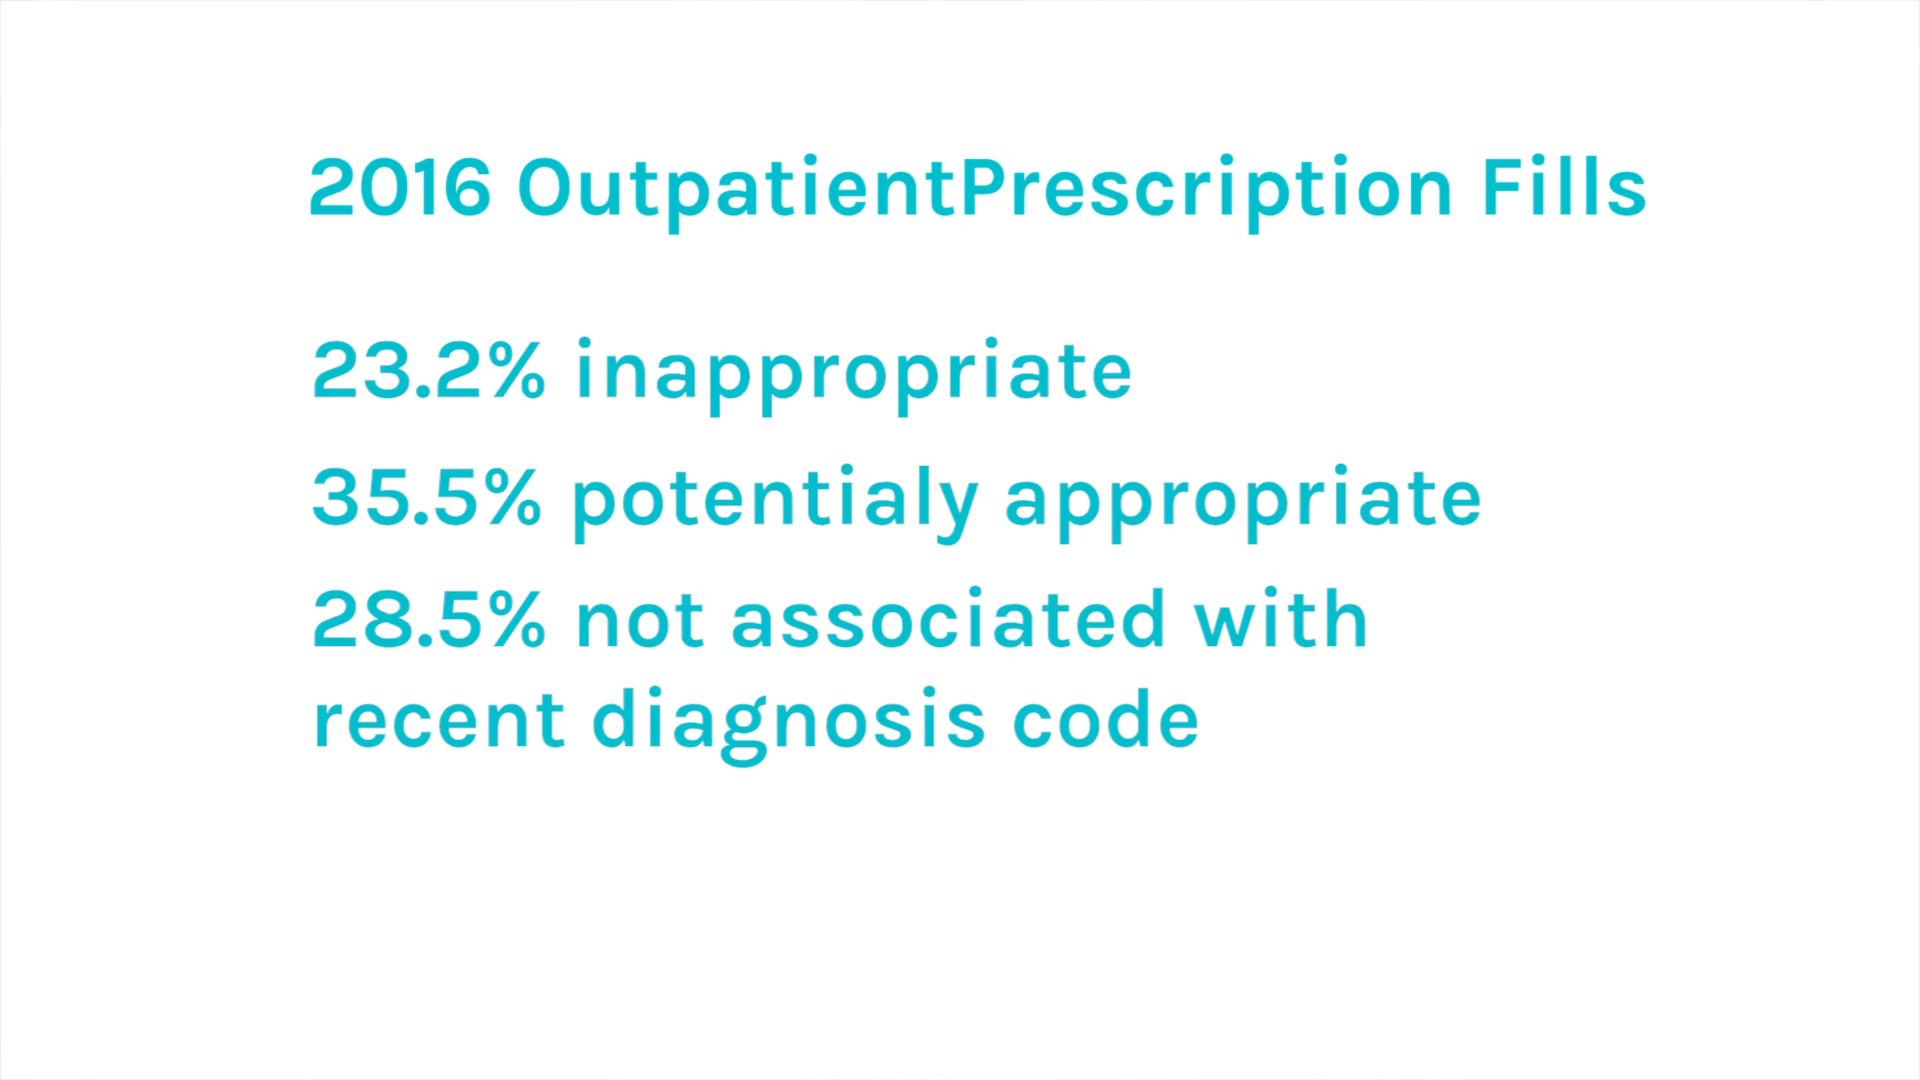 2016 OutpatientPrescription Fills
23.2% inappropriate
35.5% potentialy appropriate
28.5% not associated with
recent diagnosis code